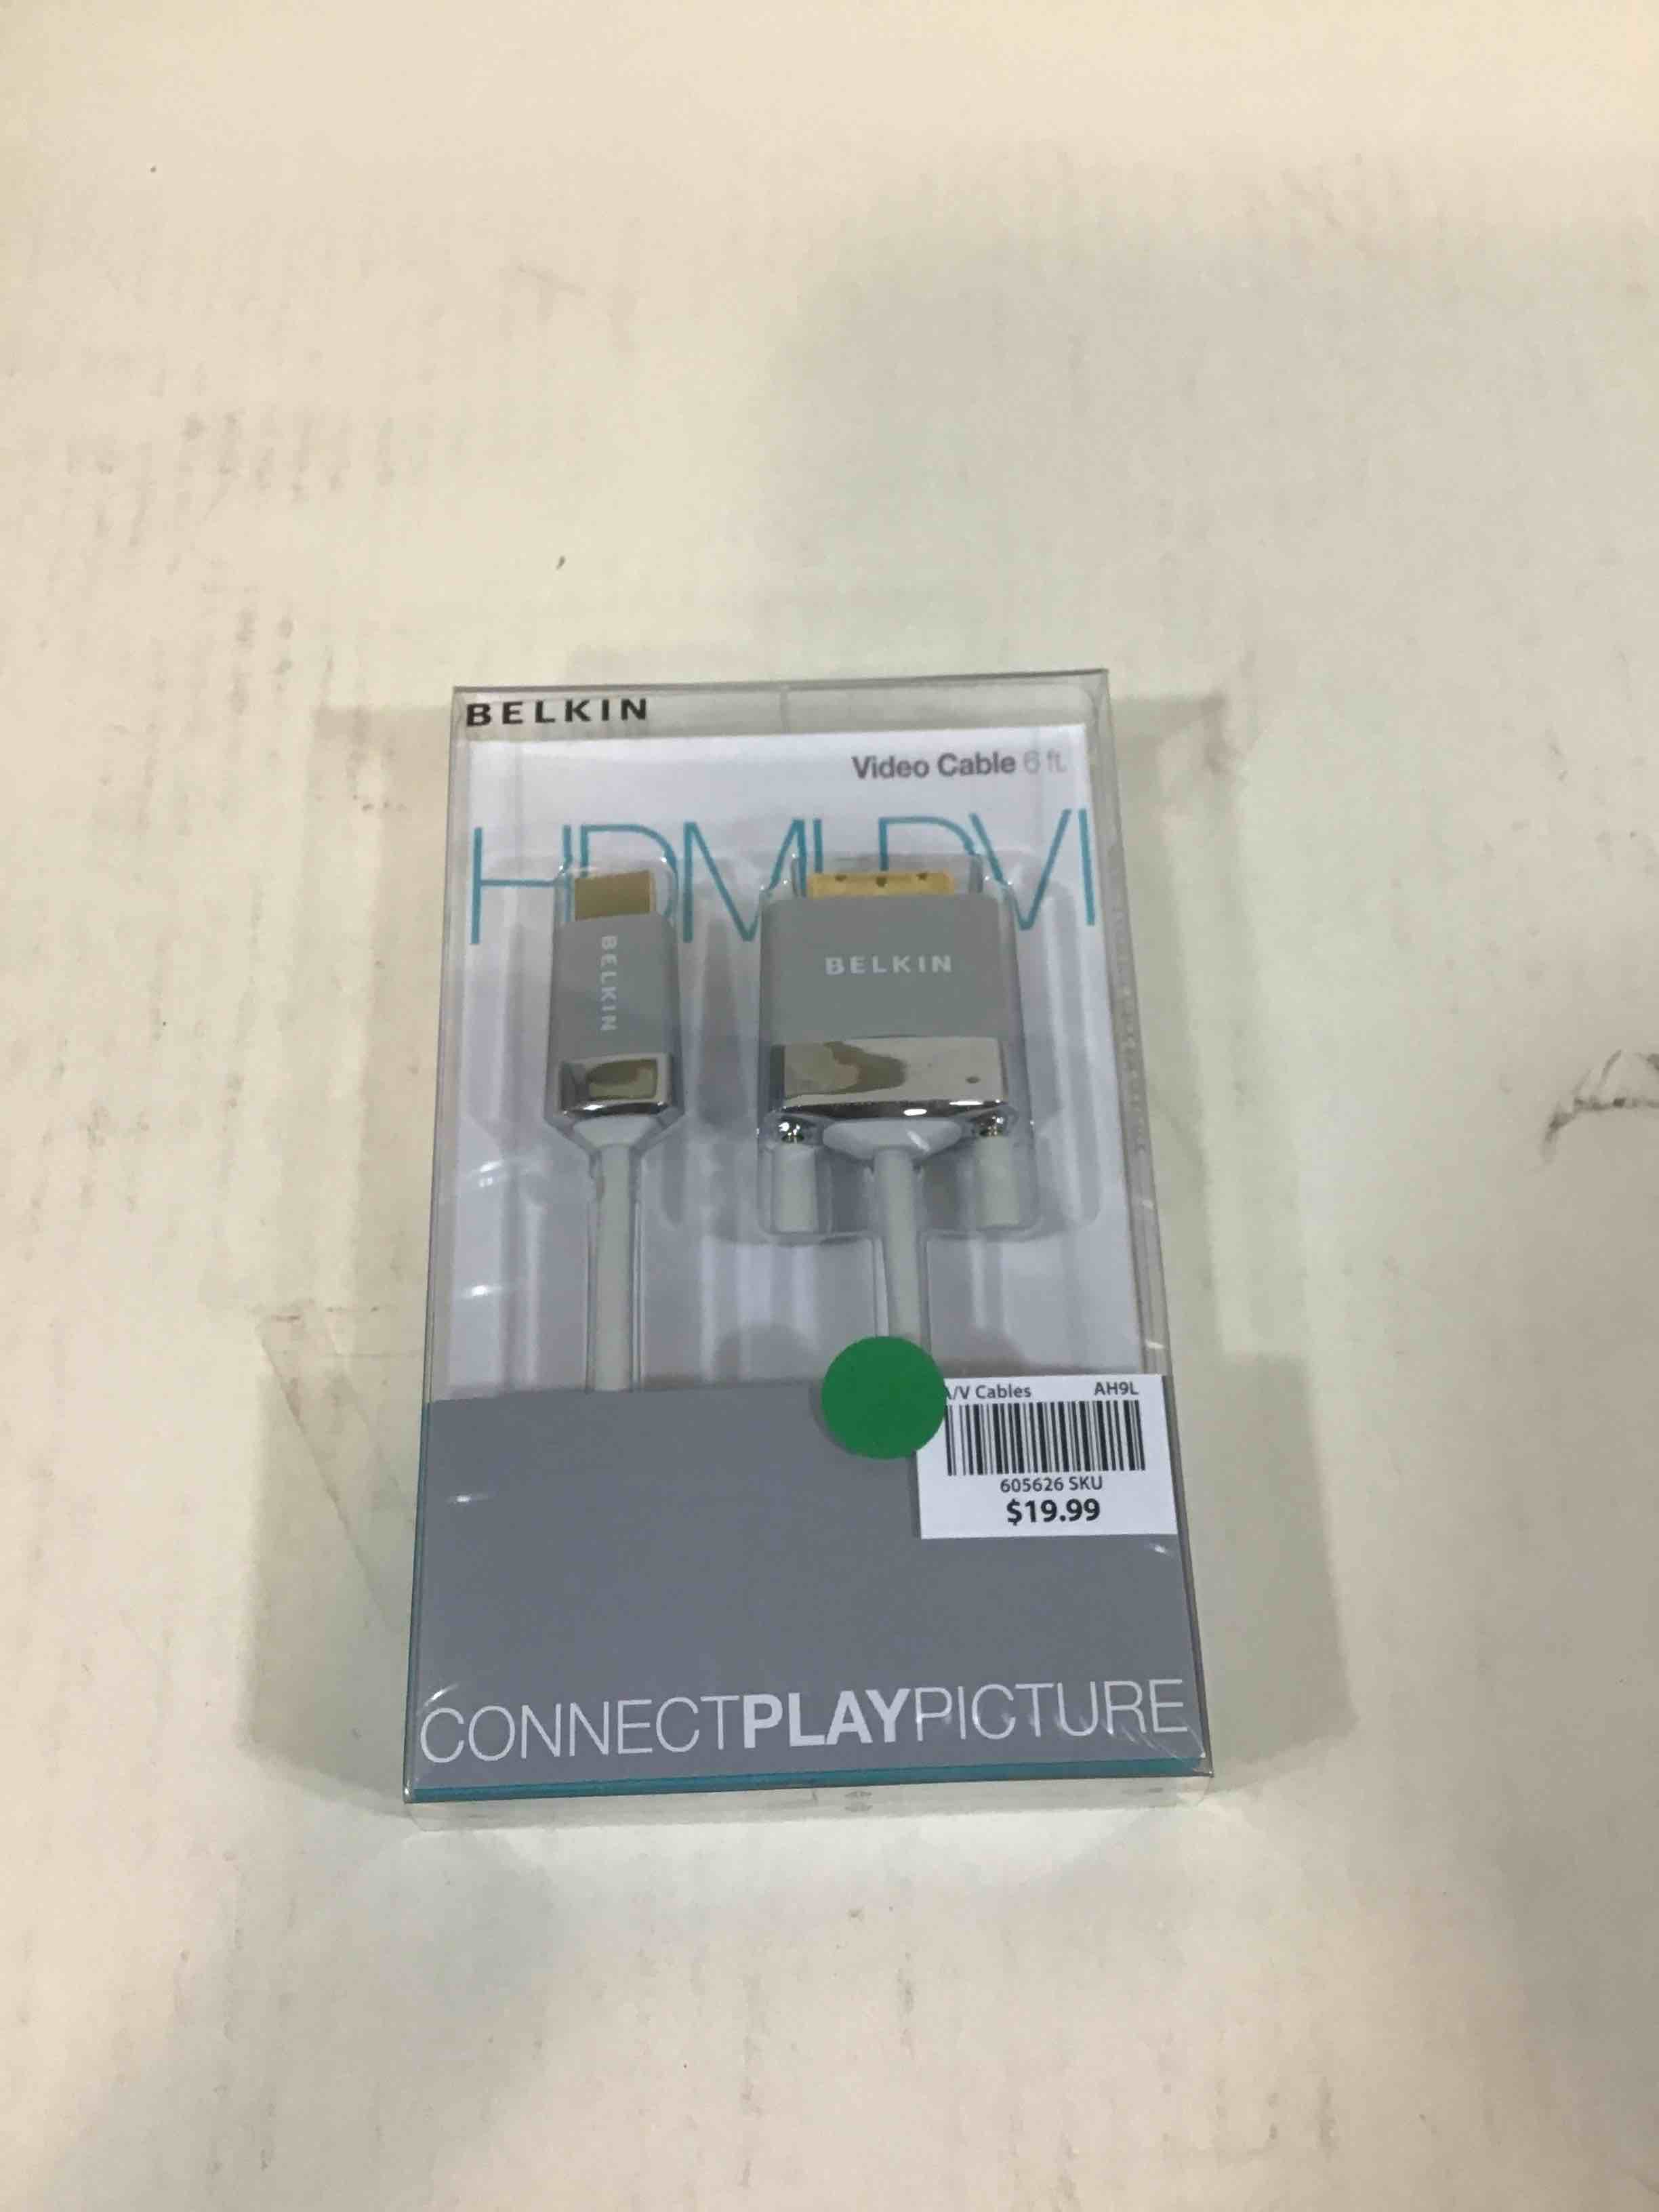 BELKIN
Video Cable 6 ft.
HDMI DVI
BELKIN
BELKIN
A/V Cables AH9L
605626 SKU
$19.99
CONNECTPLAYPICTURE